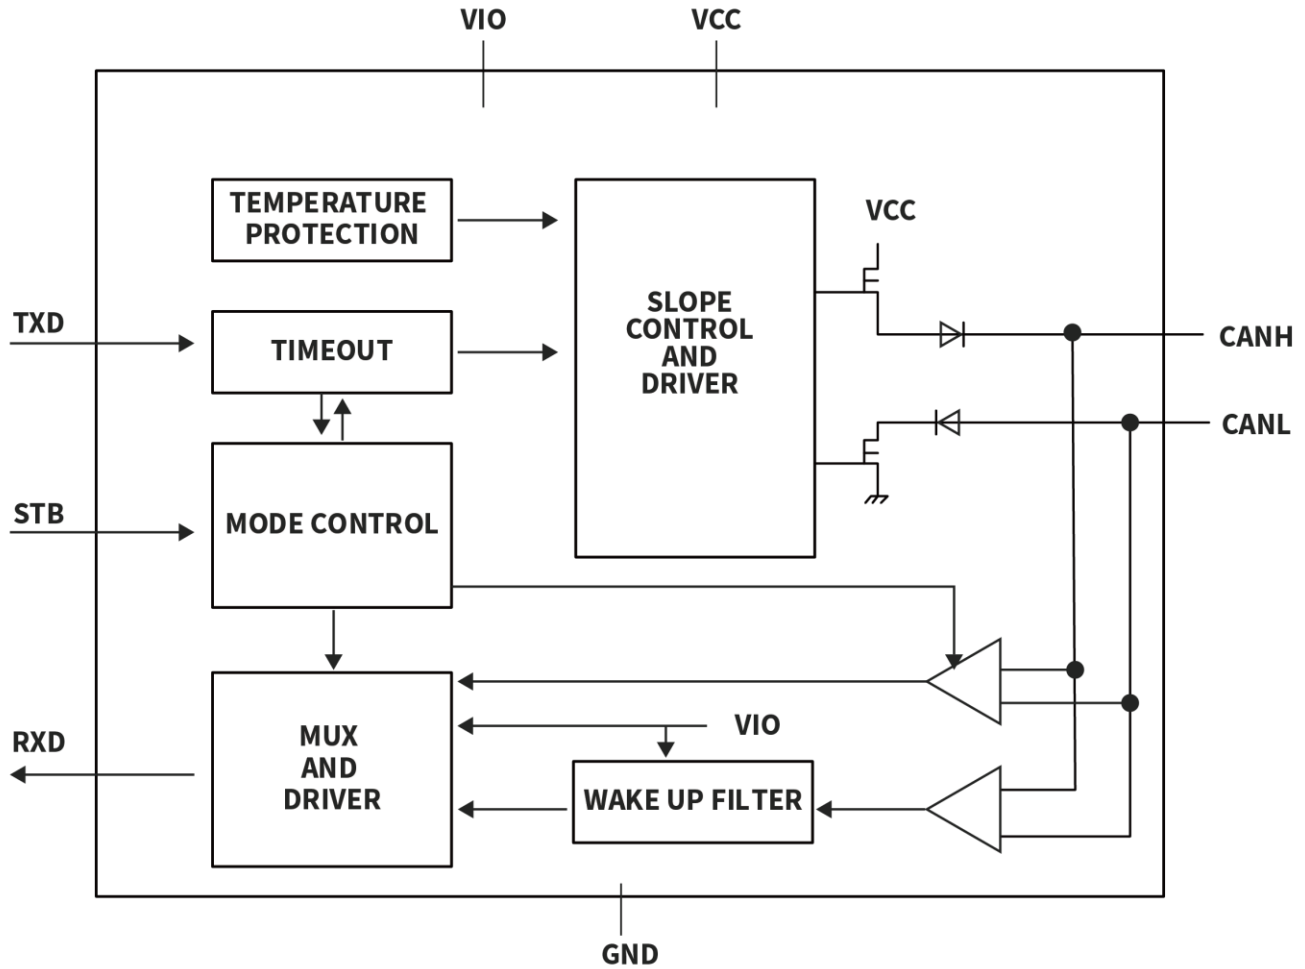 VIO
VCC
TEMPERATURE
PROTECTION
VCC
TXD
TIMEOUT
SLOPE
CONTROL
AND
DRIVER
CANH
CANL
STB
MODE CONTROL
RXD
MUX
AND
DRIVER
VIO
WAKE UP FILTER
GND